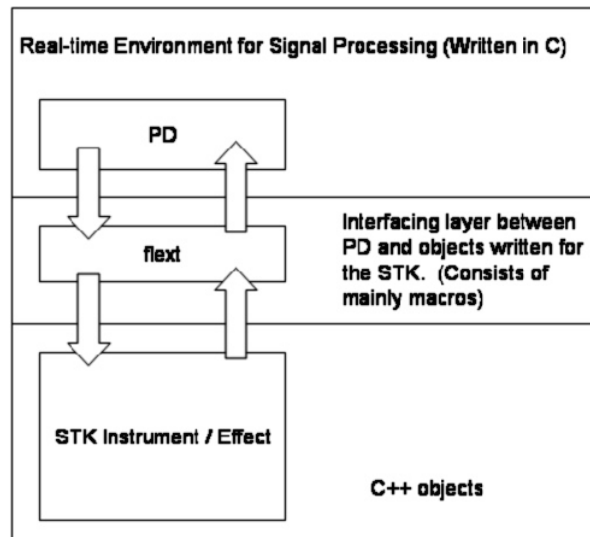 Real-time Environment for Signal Processing (Written in C)
PD
flext
Interfacing layer between
PD and objects written for
the STK. (Consists of
mainly macros)
STK Instrument / Effect
C++ objects